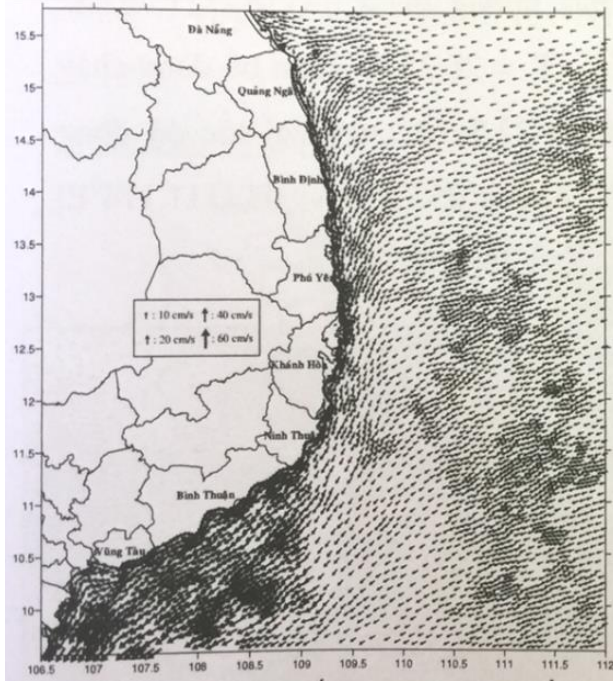 15.5
Đà Nẵng
15
Quảng Ngã
14.5
14
Bình Định
13.5
Phú Yê
13
↑ : 10 cm/s ↑ : 40 cm/s
↑ : 20 cm/s ↑ : 60 cm/s
12.5
Khánh Hòa
12
11.5
Ninh Thuậ
11
Bình Thuận
10.5
Vũng Tàu
10
106.5 107 107.5 108 108.5 109 109.5 110 110.5 111 111.5 112